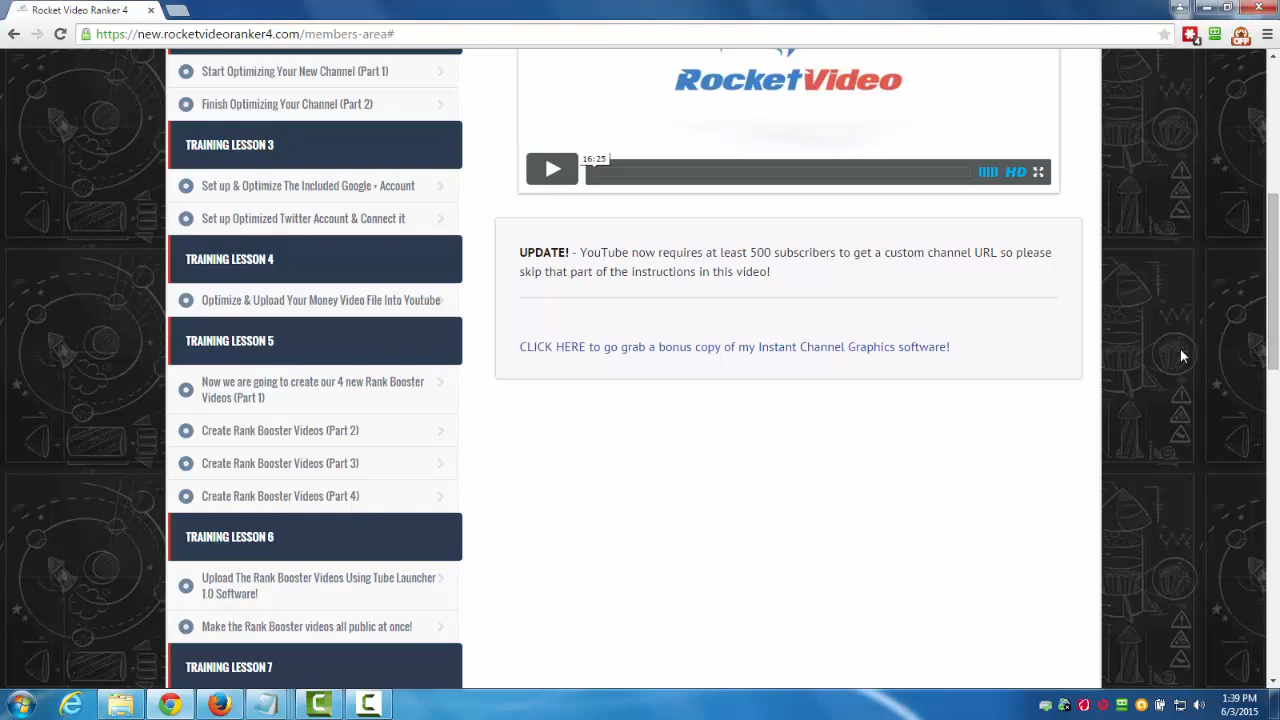 Rocket Video Ranker 4
https://new.rocketvideoranker4.com/members-area#
4
OFF
Start Optimizing Your New Channel (Part 1)
Finish Optimizing Your Channel (Part 2)
TRAINING LESSON 3
Set up & Optimize The Included Google + Account
Set up Optimized Twitter Account & Connect it
TRAINING LESSON 4
Optimize & Upload Your Money Video File Into Youtube
TRAINING LESSON 5
Now we are going to create our 4 new Rank Booster
Videos (Part 1)
Create Rank Booster Videos (Part 2)
Create Rank Booster Videos (Part 3)
Create Rank Booster Videos (Part 4)
TRAINING LESSON 6
Upload The Rank Booster Videos Using Tube Launcher
1.0 Software!
Make the Rank Booster videos all public at once!
TRAINING LESSON 7
RocketVideo
16:25
HD
UPDATE! - YouTube now requires at least 500 subscribers to get a custom channel URL so please
skip that part of the instructions in this video!
CLICK HERE to go grab a bonus copy of my Instant Channel Graphics software!
1:39 PM
6/3/2015